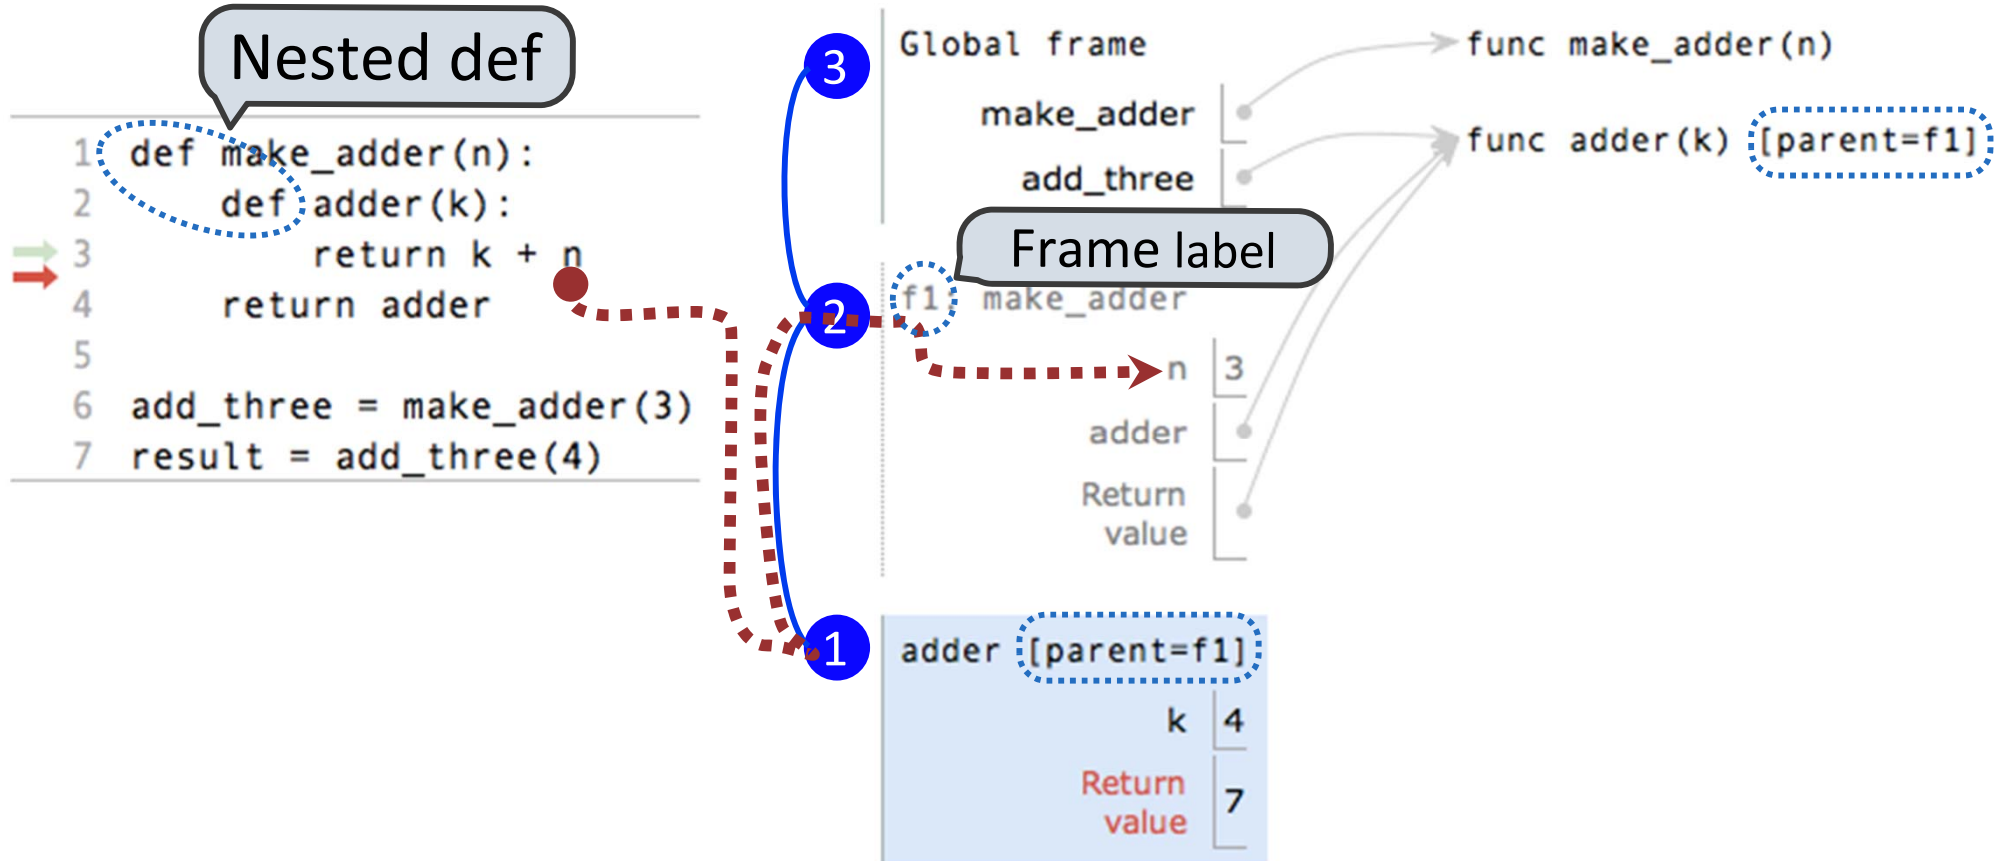 Nested def
1 def make_adder(n):
2 def adder(k):
3 return k + n
4 return adder
5
6 add_three = make_adder(3)
7 result = add_three(4)
3
Global frame
make_adder
add_three
func make_adder(n)
func adder(k) [parent=f1]
Frame label
2
f1: make_adder
n 3
adder
Return
value
1
adder [parent=f1]
k 4
Return
value
7